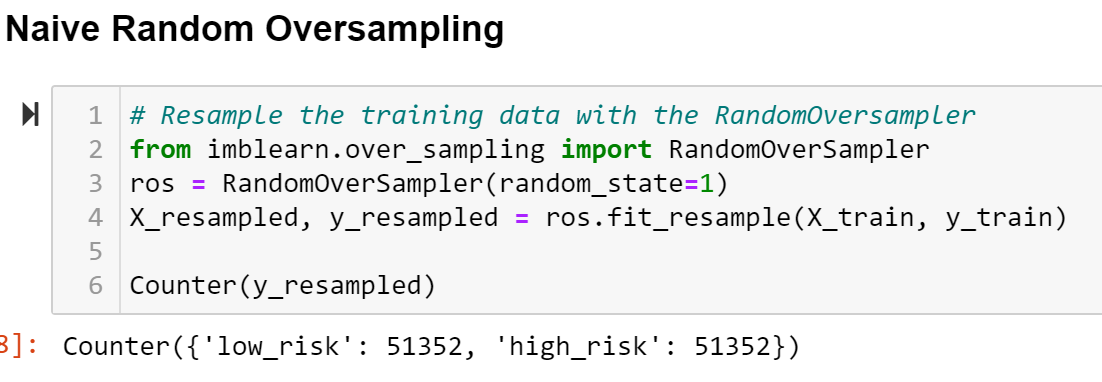 Naive Random Oversampling
1 # Resample the training data with the RandomOversampler
2 from imblearn.over_sampling import RandomOverSampler
3 ros = RandomOverSampler(random_state=1)
4 X_resampled, y_resampled = ros.fit_resample(X_train, y_train)
5
6 Counter(y_resampled)
8]: Counter({'low_risk': 51352, 'high_risk': 51352})